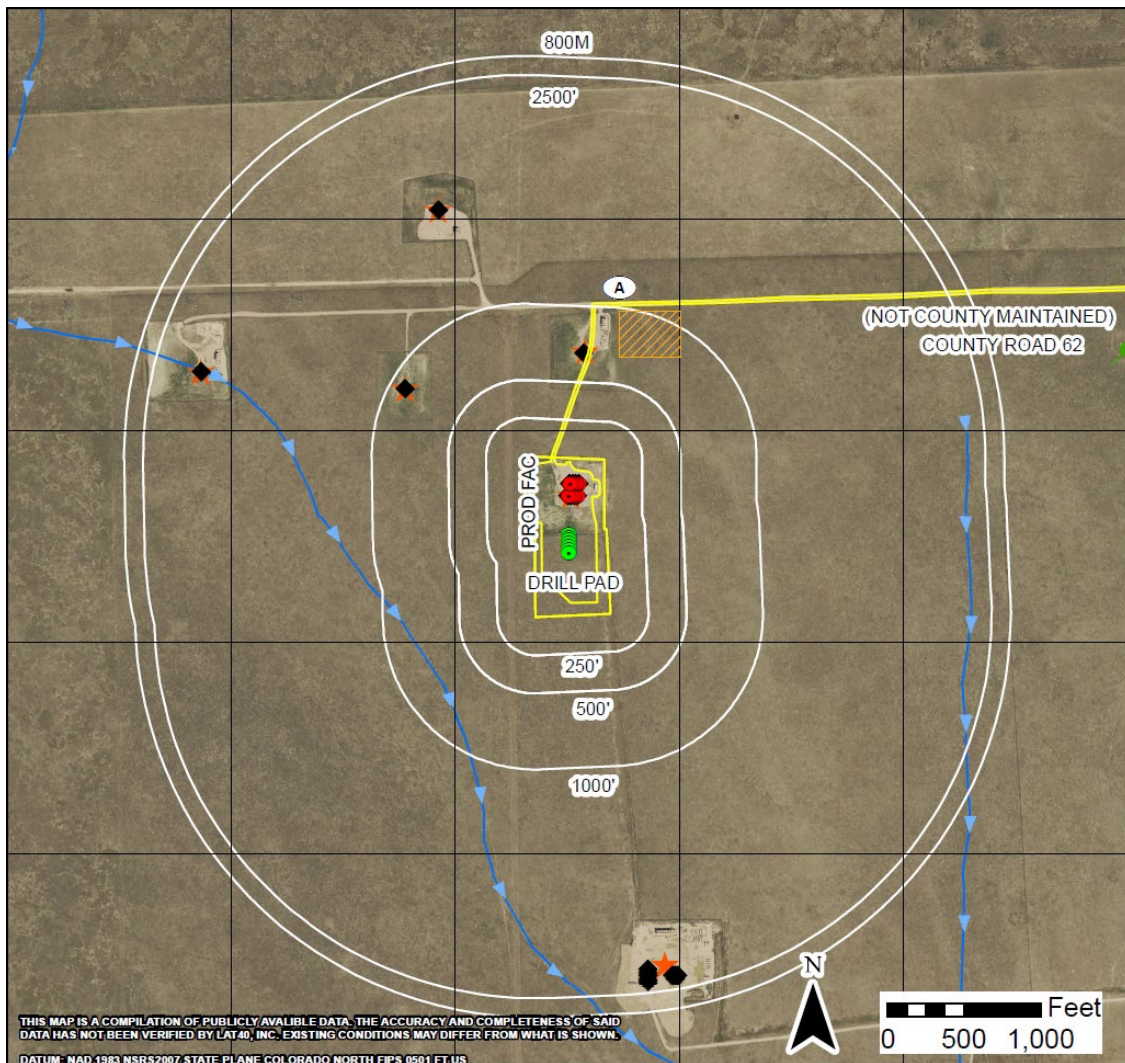 800M
2500'
A
(NOT COUNTY MAINTAINED)
COUNTY ROAD 62
PROD FAC
DRILL PAD
250'
500'
1000'
N
Feet
0 500 1,000
THIS MAP IS A COMPILATION OF PUBLICLY AVALIBLE DATA. THE ACCURACY AND COMPLETENESS OF SAID
DATA HAS NOT BEEN VERIFIED BY LAT40, INC. EXISTING CONDITIONS MAY DIFFER FROM WHAT IS SHOWN.
DATUM: NAD 1983 NSRS2007 STATE PLANE COLORADO NORTH FIPS 0501 FT US